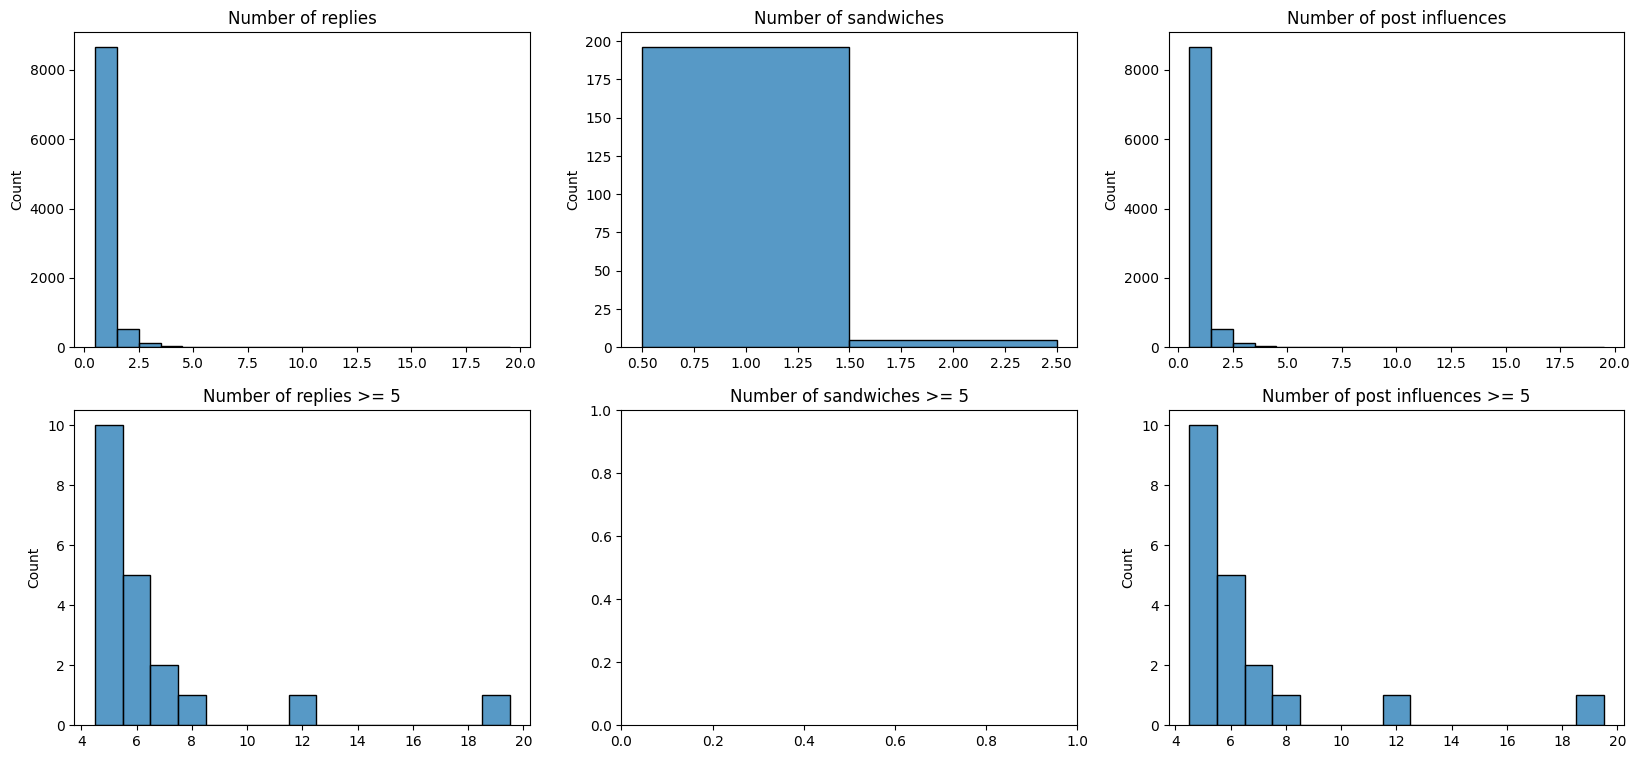 Number of replies
Number of sandwiches
Number of post influences
8000
6000
4000
2000
0
Count
0.0 2.5 5.0 7.5 10.0 12.5 15.0 17.5 20.0
200
175
150
125
100
75
50
25
0
Count
0.50 0.75 1.00 1.25 1.50 1.75 2.00 2.25 2.50
8000
6000
4000
2000
0
Count
0.0 2.5 5.0 7.5 10.0 12.5 15.0 17.5 20.0
Number of replies >= 5
Number of sandwiches >= 5
Number of post influences >= 5
10
8
6
4
2
0
Count
4 6 8 10 12 14 16 18 20
1.0
0.8
0.6
0.4
0.2
0.0
0.0 0.2 0.4 0.6 0.8 1.0
10
8
6
4
2
0
Count
4 6 8 10 12 14 16 18 20